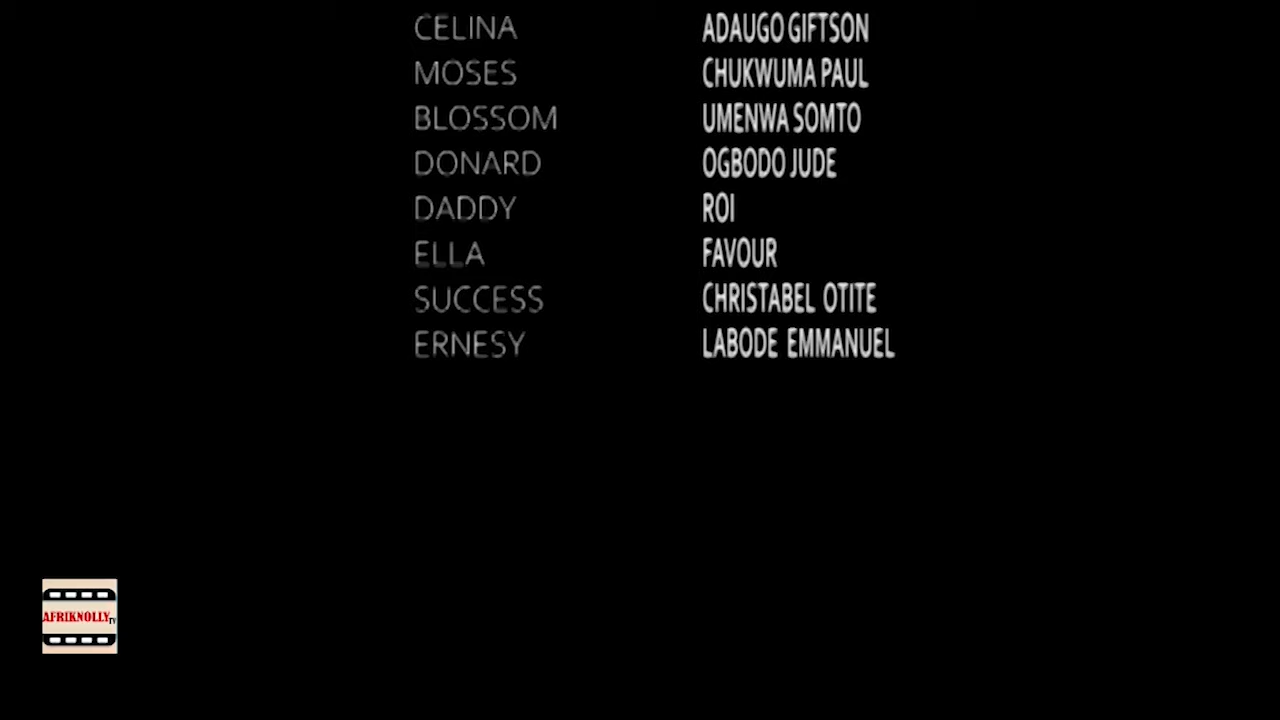 CELINA ADAUGO GIFTSON
MOSES CHUKWUMA PAUL
BLOSSOM UMENWA SOMTO
DONARD OGBODO JUDE
DADDY ROI
ELLA FAVOUR
SUCCESS CHRISTABEL OTITE
ERNESY LABODE EMMANUEL
AFRIKNOLLY TV